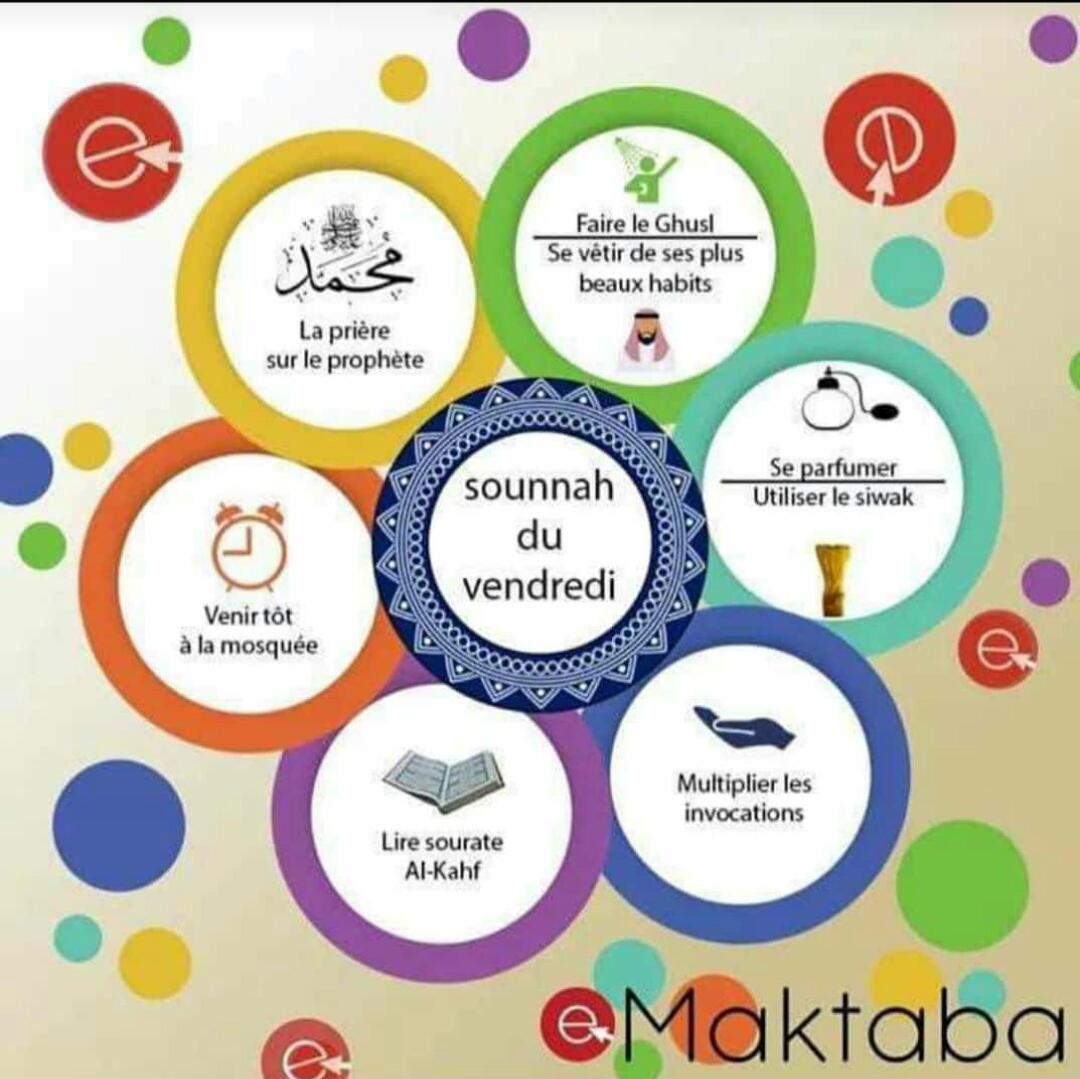 Faire le Ghusl
Se vêtir de ses plus
beaux habits
محمد
La prière
sur le prophète
Se parfumer
Utiliser le siwak
sounnah
du
vendredi
Venir tôt
à la mosquée
Multiplier les
invocations
Lire sourate
Al-Kahf
eMaktaba